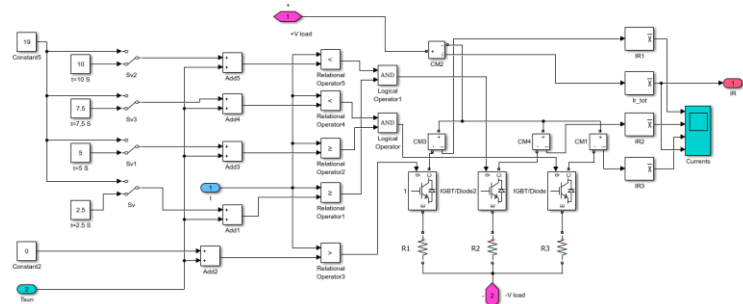 +
1
+V load
19
Constant5
10
t=10 S
Sv2
Add5
<
Relational
Operator5
AND
Logical
Operator1
CM2
IR1
Ir_tot
1
IR
7.5
t=7.5 S
Sv3
Add4
<
Relational
Operator4
AND
Logical
Operator
CM3
CM4
CM1
IR2
Currents
5
t=5 S
Sv1
Add3
≥
Relational
Operator2
IR3
2.5
t=2.5 S
Sv
1
I
Add1
≥
Relational
Operator1
1
IGBT/Diode2
IGBT/Diode
0
Constant2
Add2
>
Relational
Operator3
R1
R2
R3
2
Tsun
-
2
-V load